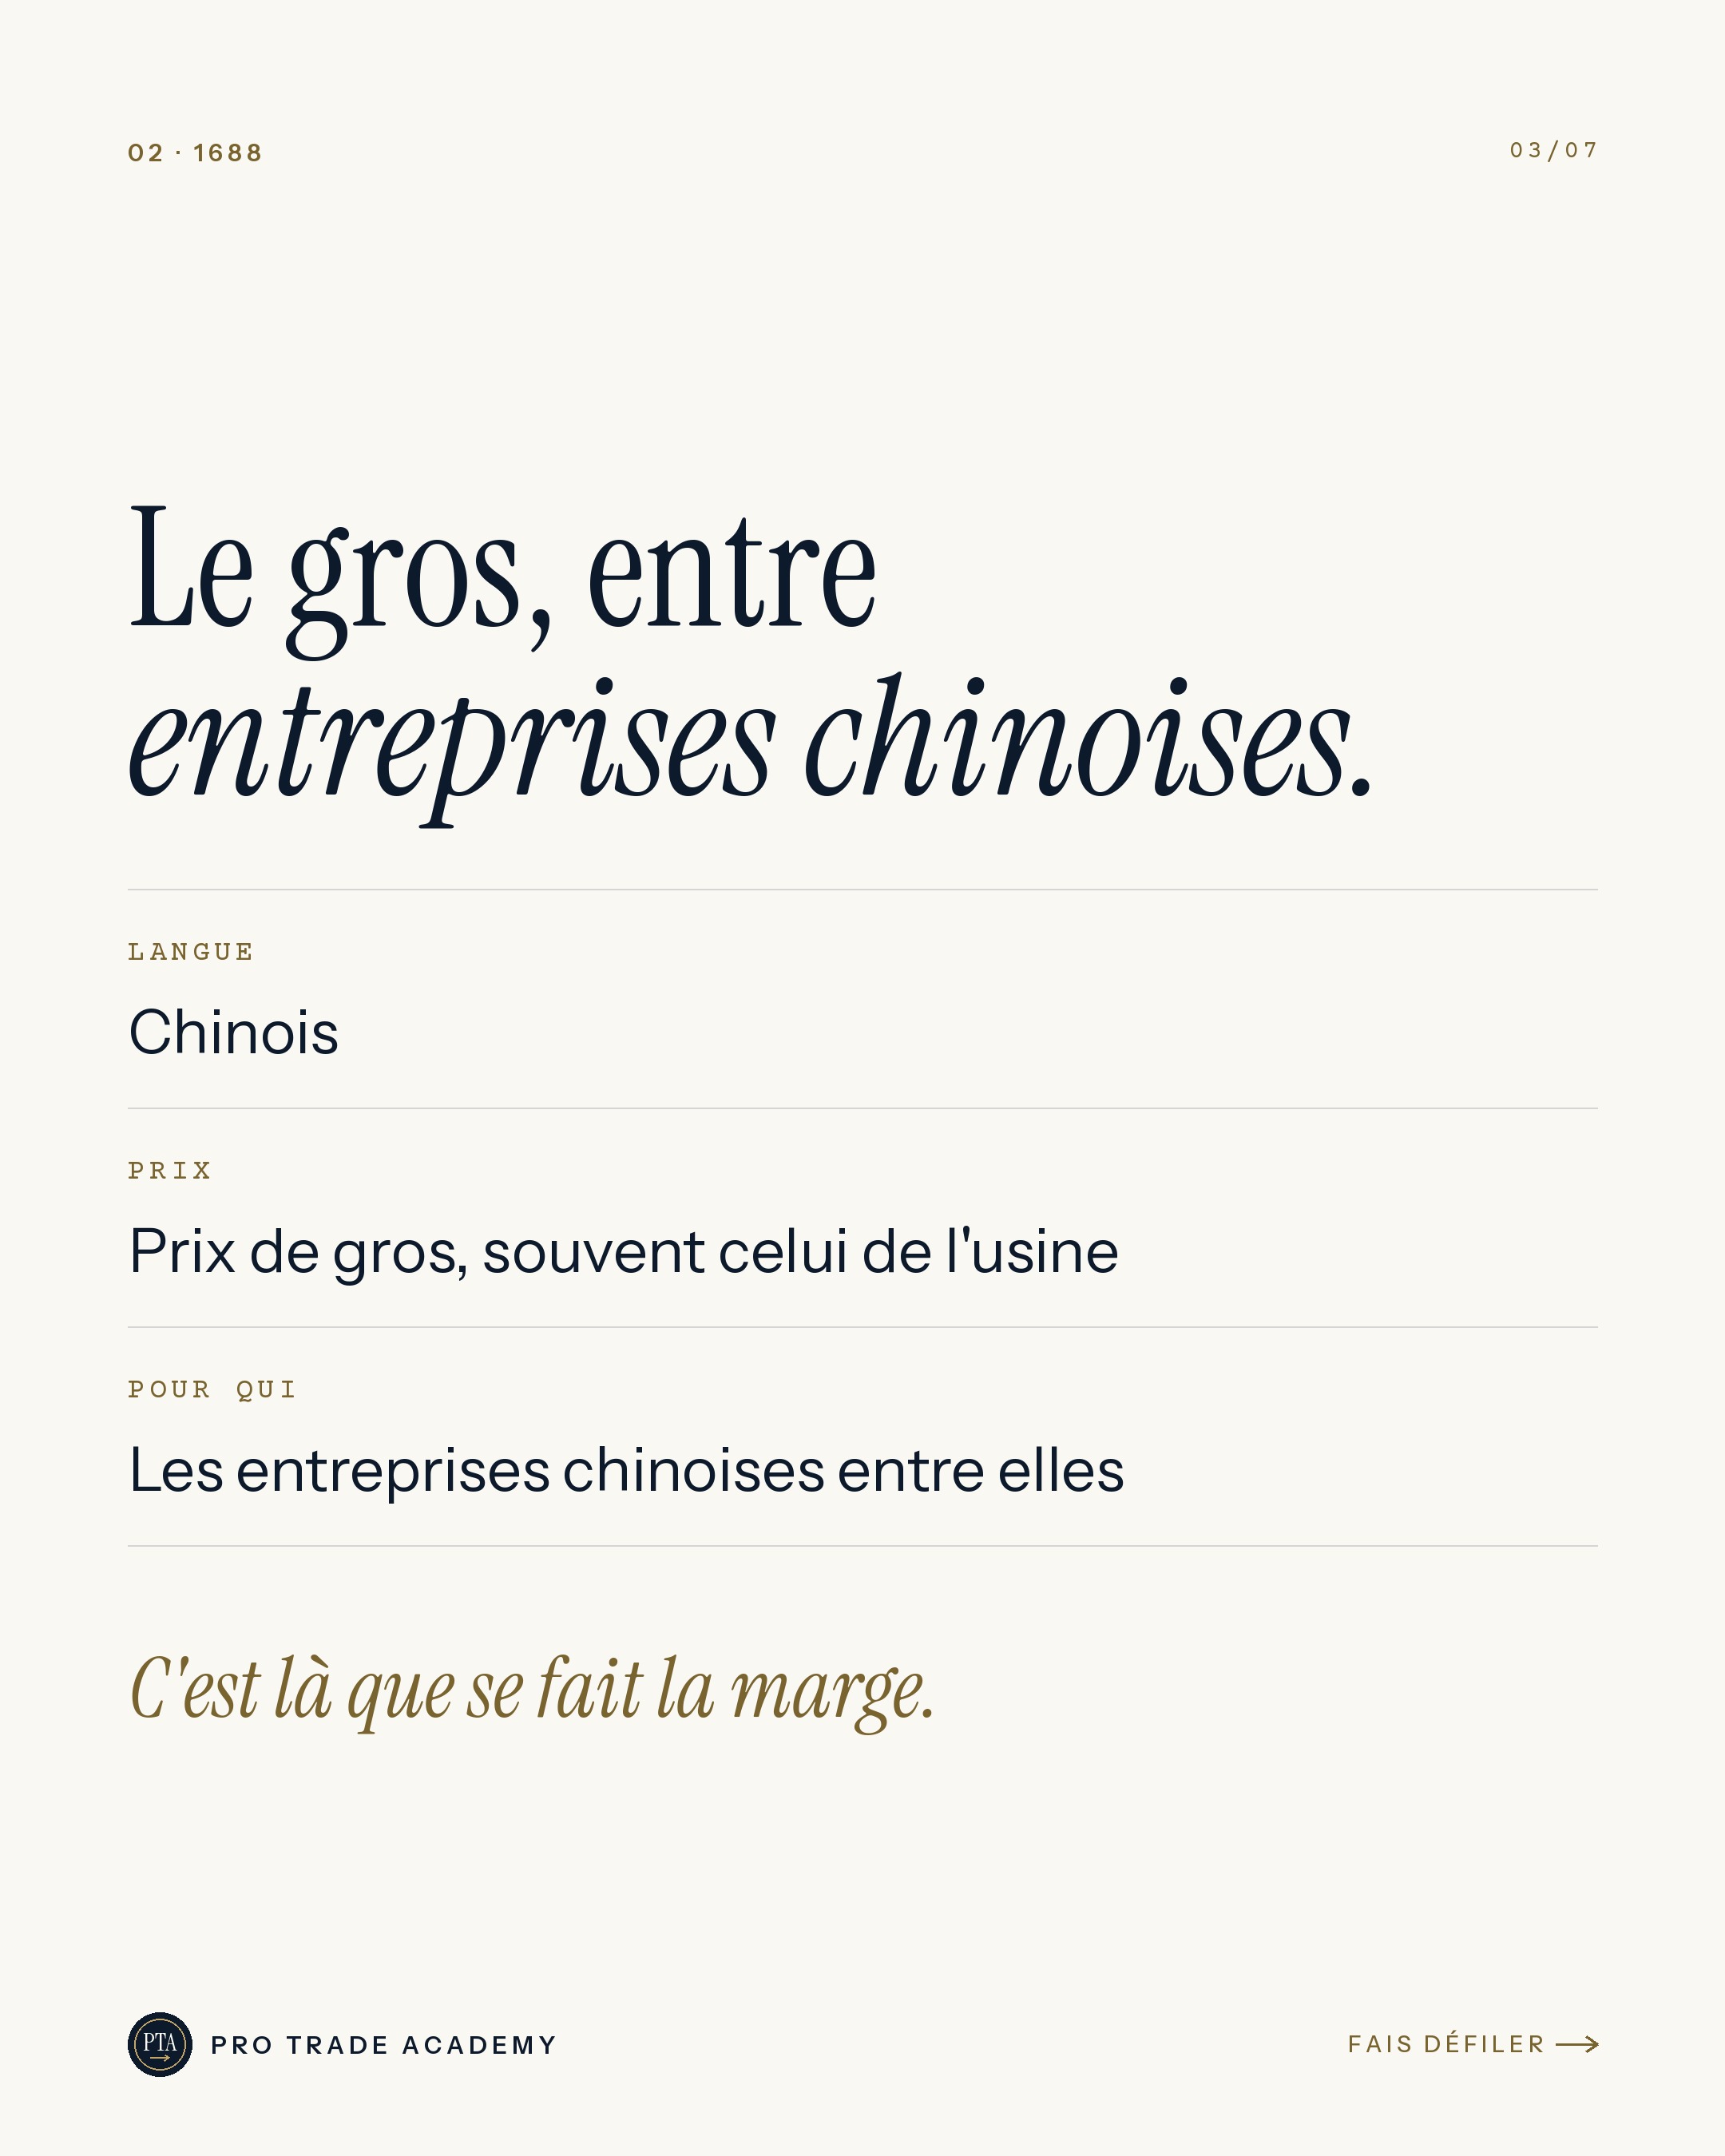 02 · 1688
03/07
Le gros, entre
entreprises chinoises.
LANGUE
Chinois
PRIX
Prix de gros, souvent celui de l'usine
POUR QUI
Les entreprises chinoises entre elles
C'est là que se fait la marge.
PTA
PRO TRADE ACADEMY
FAIS DÉFILER